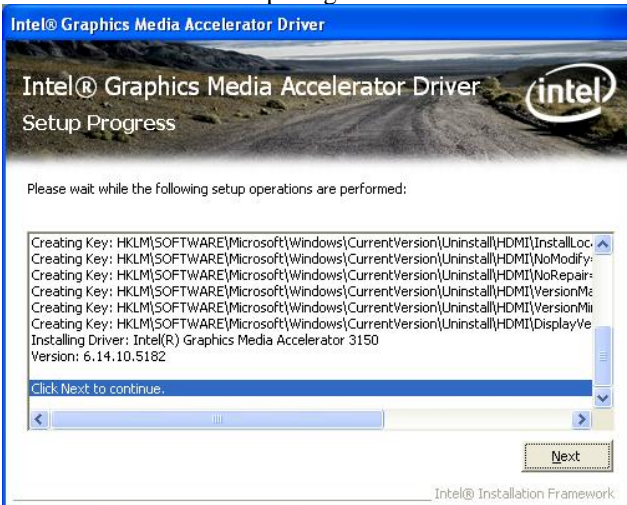 Intel® Graphics Media Accelerator Driver
Intel® Graphics Media Accelerator Driver
intel
Setup Progress
Please wait while the following setup operations are performed:
Creating Key: HKLM\SOFTWARE\Microsoft\Windows\CurrentVersion\Uninstall\HDMI\InstallLoc
Creating Key: HKLM\SOFTWARE\Microsoft\Windows\CurrentVersion\Uninstall\HDMI\NoModify=
Creating Key: HKLM\SOFTWARE\Microsoft\Windows\CurrentVersion\Uninstall\HDMI\NoRepair=
Creating Key: HKLM\SOFTWARE\Microsoft\Windows\CurrentVersion\Uninstall\HDMI\VersionMa
Creating Key: HKLM\SOFTWARE\Microsoft\Windows\CurrentVersion\Uninstall\HDMI\VersionMi
Creating Key: HKLM\SOFTWARE\Microsoft\Windows\CurrentVersion\Uninstall\HDMI\DisplayVe
Installing Driver: Intel(R) Graphics Media Accelerator 3150
Version: 6.14.10.5182
Click Next to continue.
Next
Intel® Installation Framework